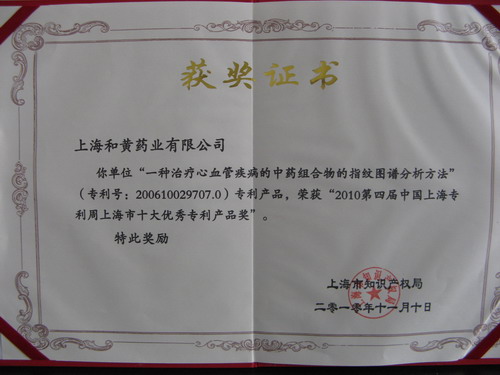 获奖证书
上海和黄药业有限公司
你单位“一种治疗心血管疾病的中药组合物的指纹图谱分析方法”
（专利号：200610029707.0）专利产品，荣获“2010第四届中国上海专
利周上海市十大优秀专利产品奖”。
特此奖励
上海市知识产权局
二零一零年十一月十日